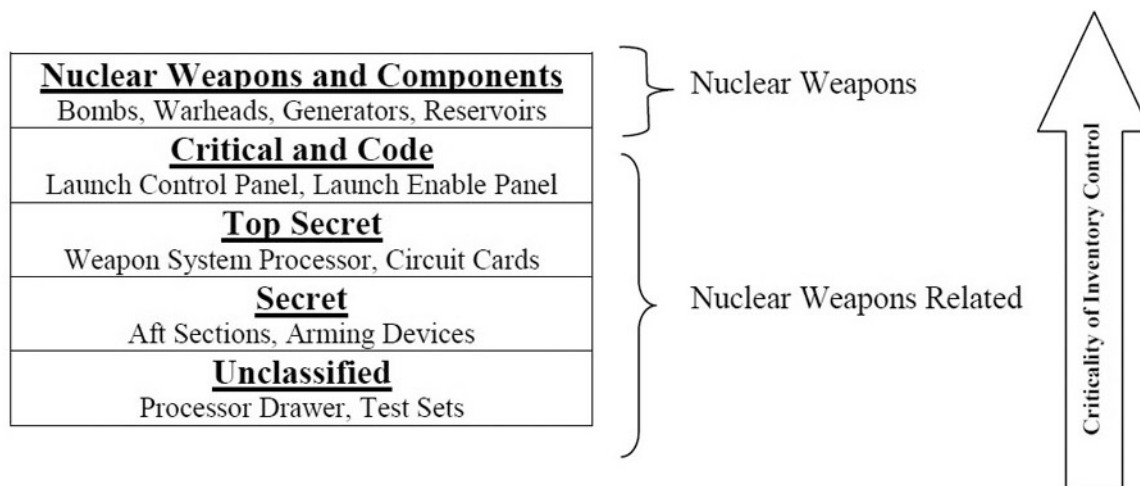 Nuclear Weapons and Components
Bombs, Warheads, Generators, Reservoirs
Critical and Code
Launch Control Panel, Launch Enable Panel
Top Secret
Weapon System Processor, Circuit Cards
Secret
Aft Sections, Arming Devices
Unclassified
Processor Drawer, Test Sets
Nuclear Weapons
Nuclear Weapons Related
Criticality of Inventory Control